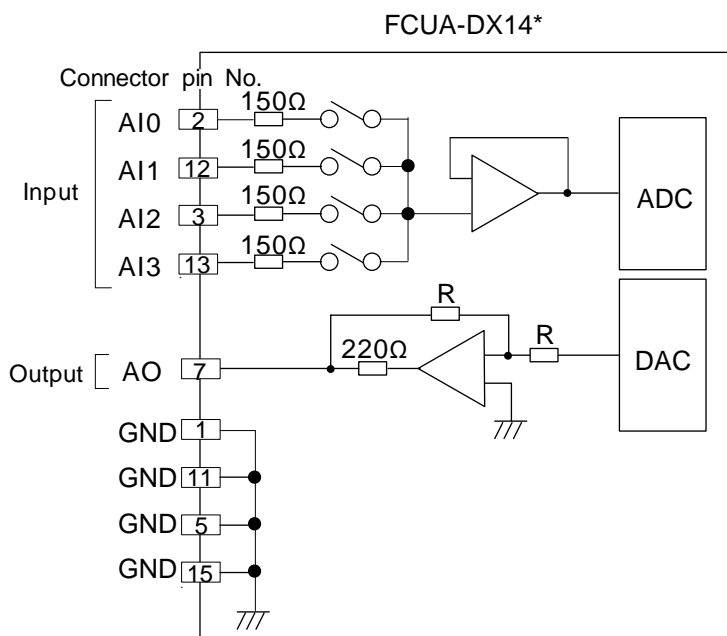 FCUA-DX14*
Connector pin No.
Input
AI0 2 150Ω
AI1 12 150Ω
AI2 3 150Ω
AI3 13 150Ω
ADC
R
R
220Ω
DAC
Output AO 7
GND 1
GND 11
GND 5
GND 15